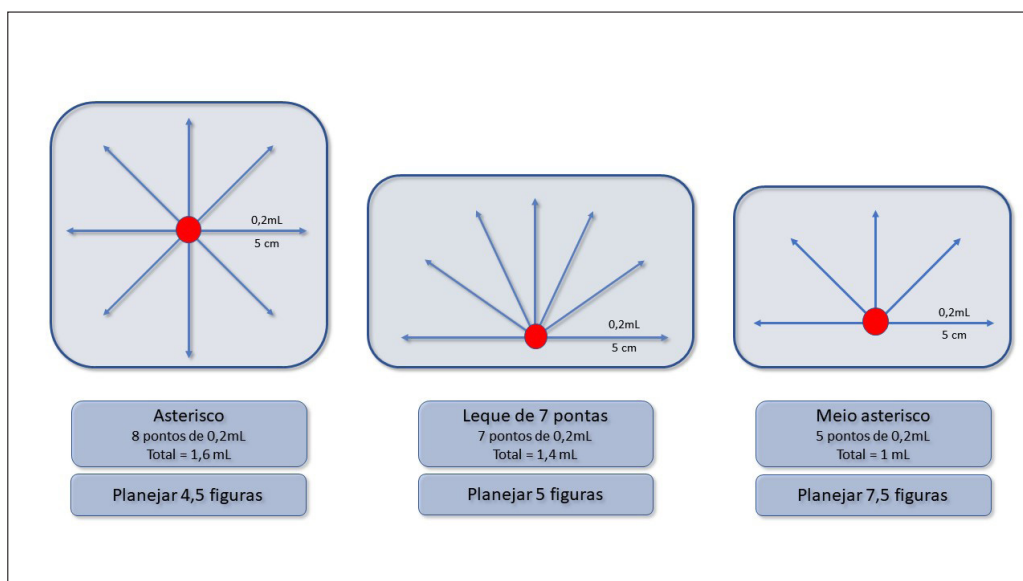 0,2mL
5 cm
0,2mL
5 cm
0,2mL
5 cm
Asterisco
8 pontos de 0,2mL
Total = 1,6 mL
Planejar 4,5 figuras
Leque de 7 pontas
7 pontos de 0,2mL
Total = 1,4 mL
Planejar 5 figuras
Meio asterisco
5 pontos de 0,2mL
Total = 1 mL
Planejar 7,5 figuras